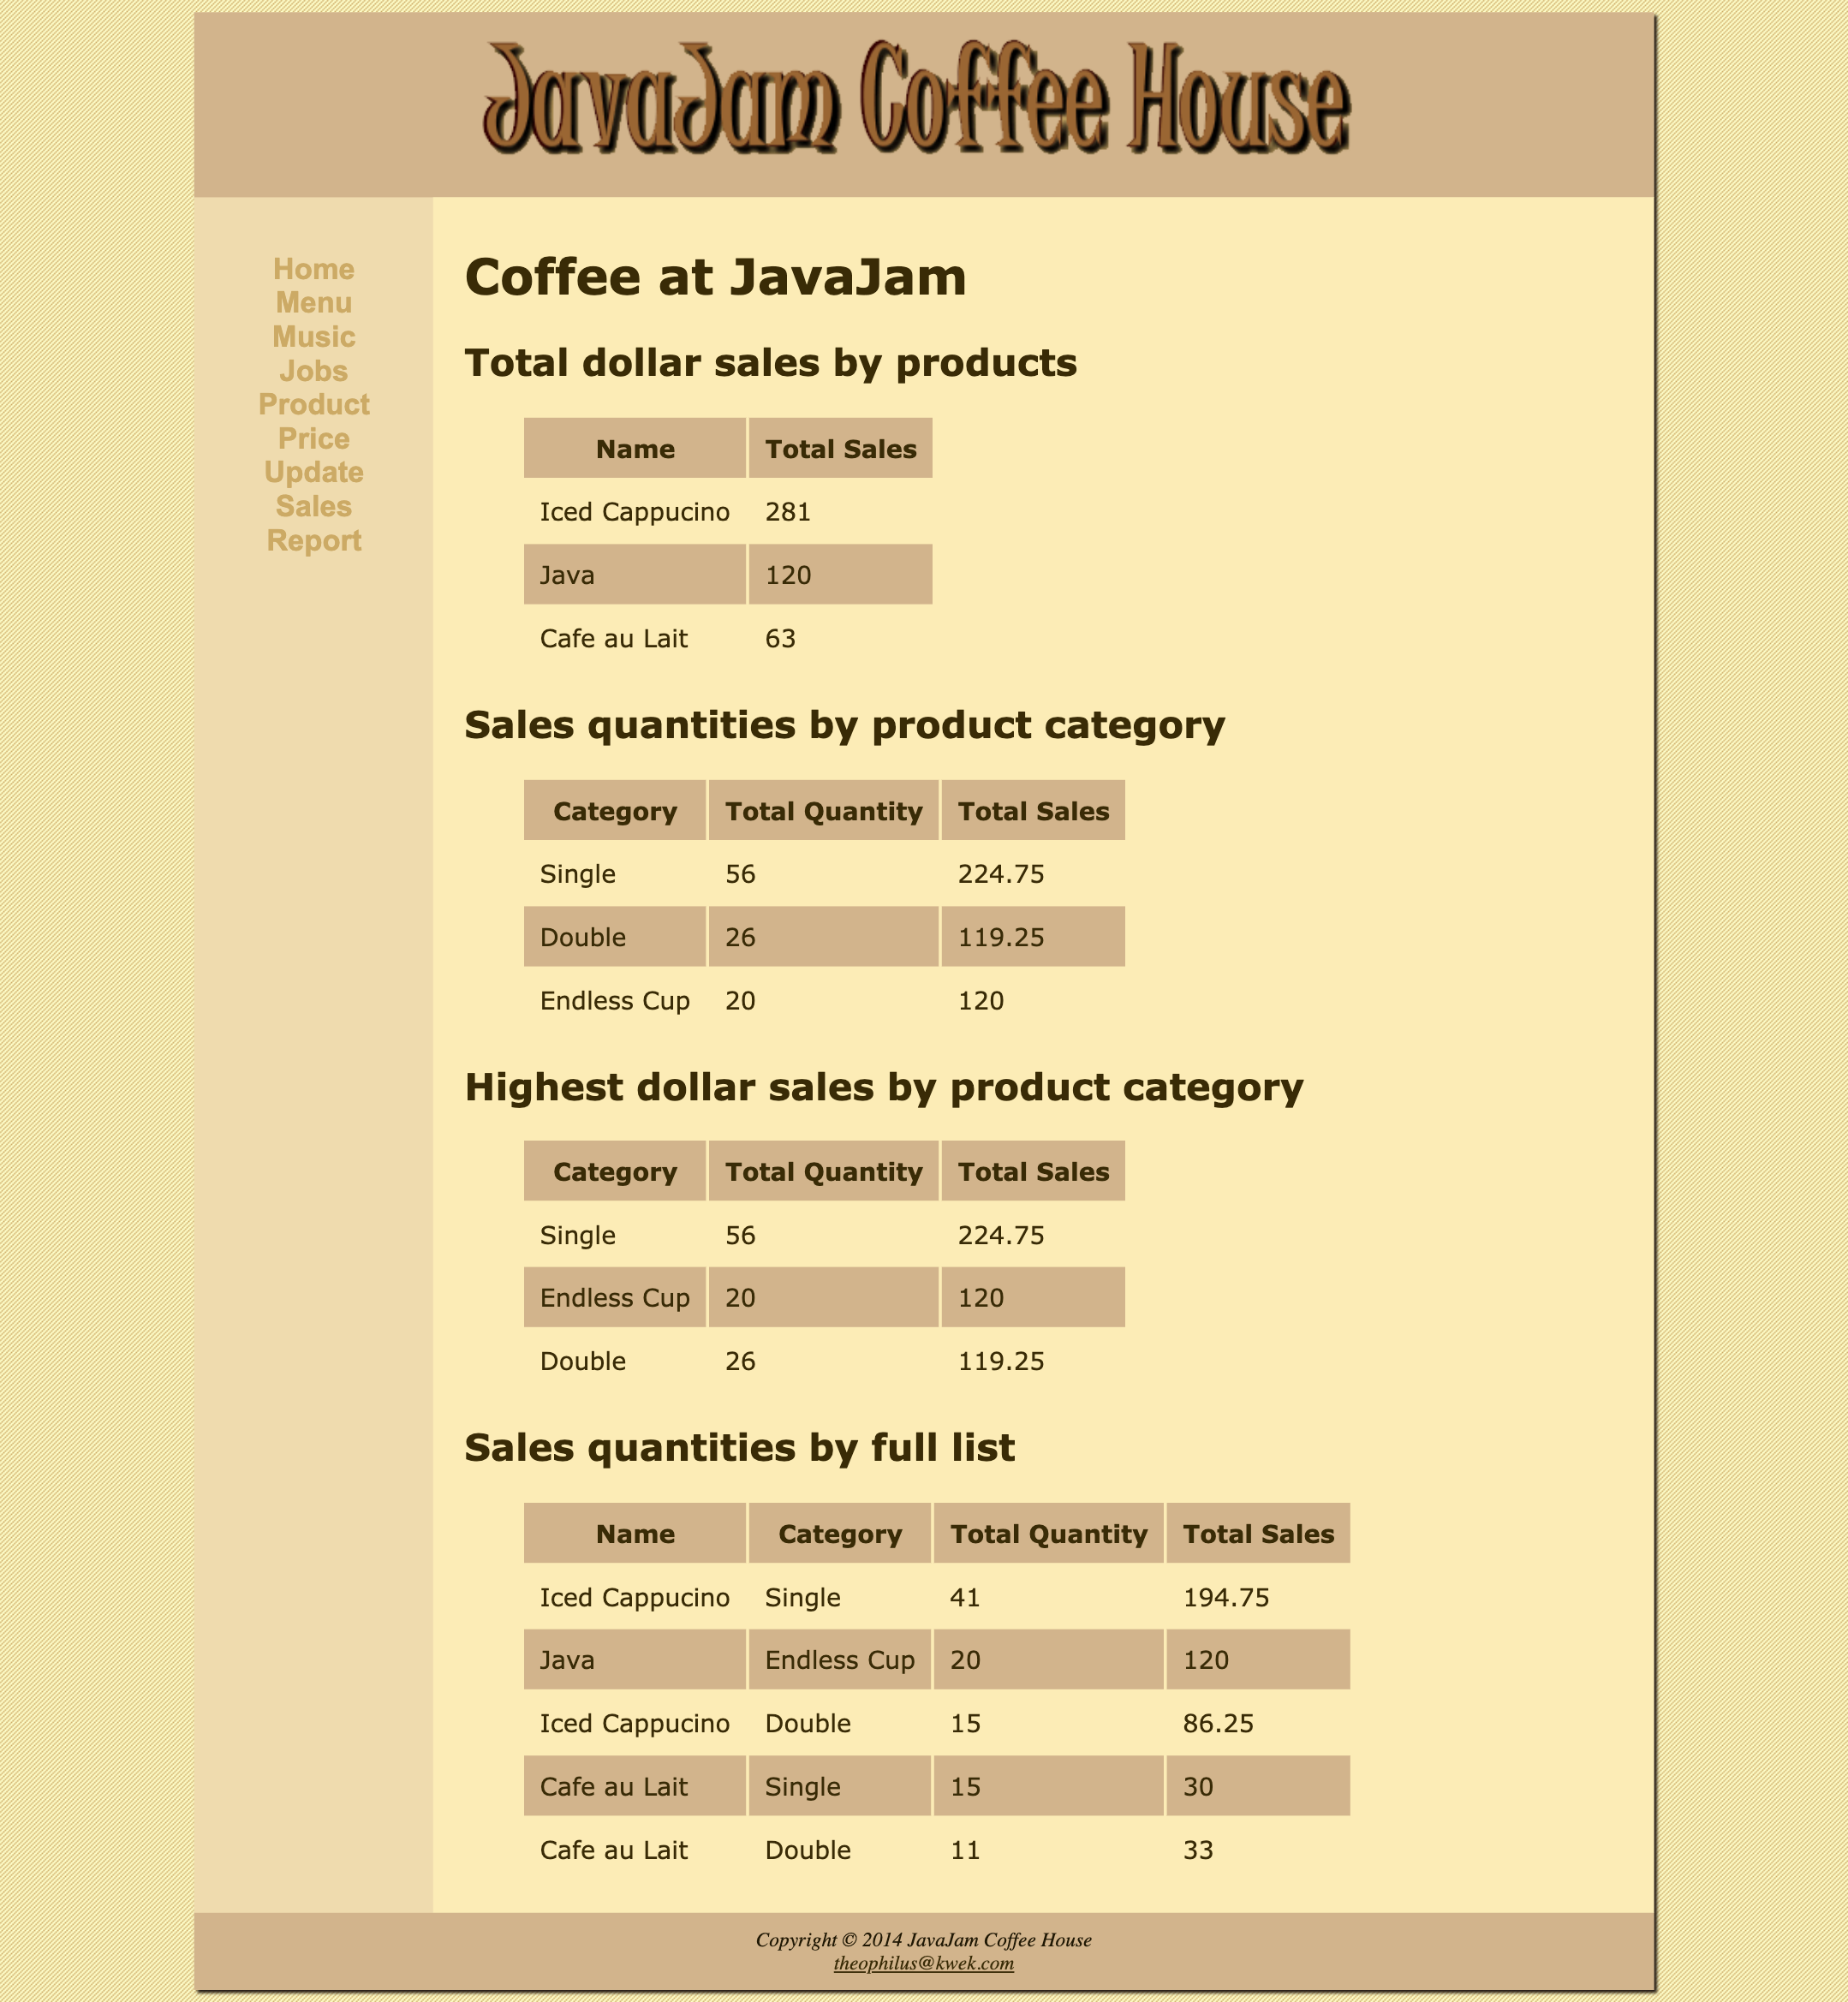 JavaJam Coffee House
Home
Menu
Music
Jobs
Product
Price
Update
Sales
Report
Coffee at JavaJam
Total dollar sales by products
Name Total Sales
Iced Cappucino 281
Java 120
Cafe au Lait 63
Sales quantities by product category
Category Total Quantity Total Sales
Single 56 224.75
Double 26 119.25
Endless Cup 20 120
Highest dollar sales by product category
Category Total Quantity Total Sales
Single 56 224.75
Endless Cup 20 120
Double 26 119.25
Sales quantities by full list
Name Category Total Quantity Total Sales
Iced Cappucino Single 41 194.75
Java Endless Cup 20 120
Iced Cappucino Double 15 86.25
Cafe au Lait Single 15 30
Cafe au Lait Double 11 33
Copyright © 2014 JavaJam Coffee House
theophilus@kwek.com